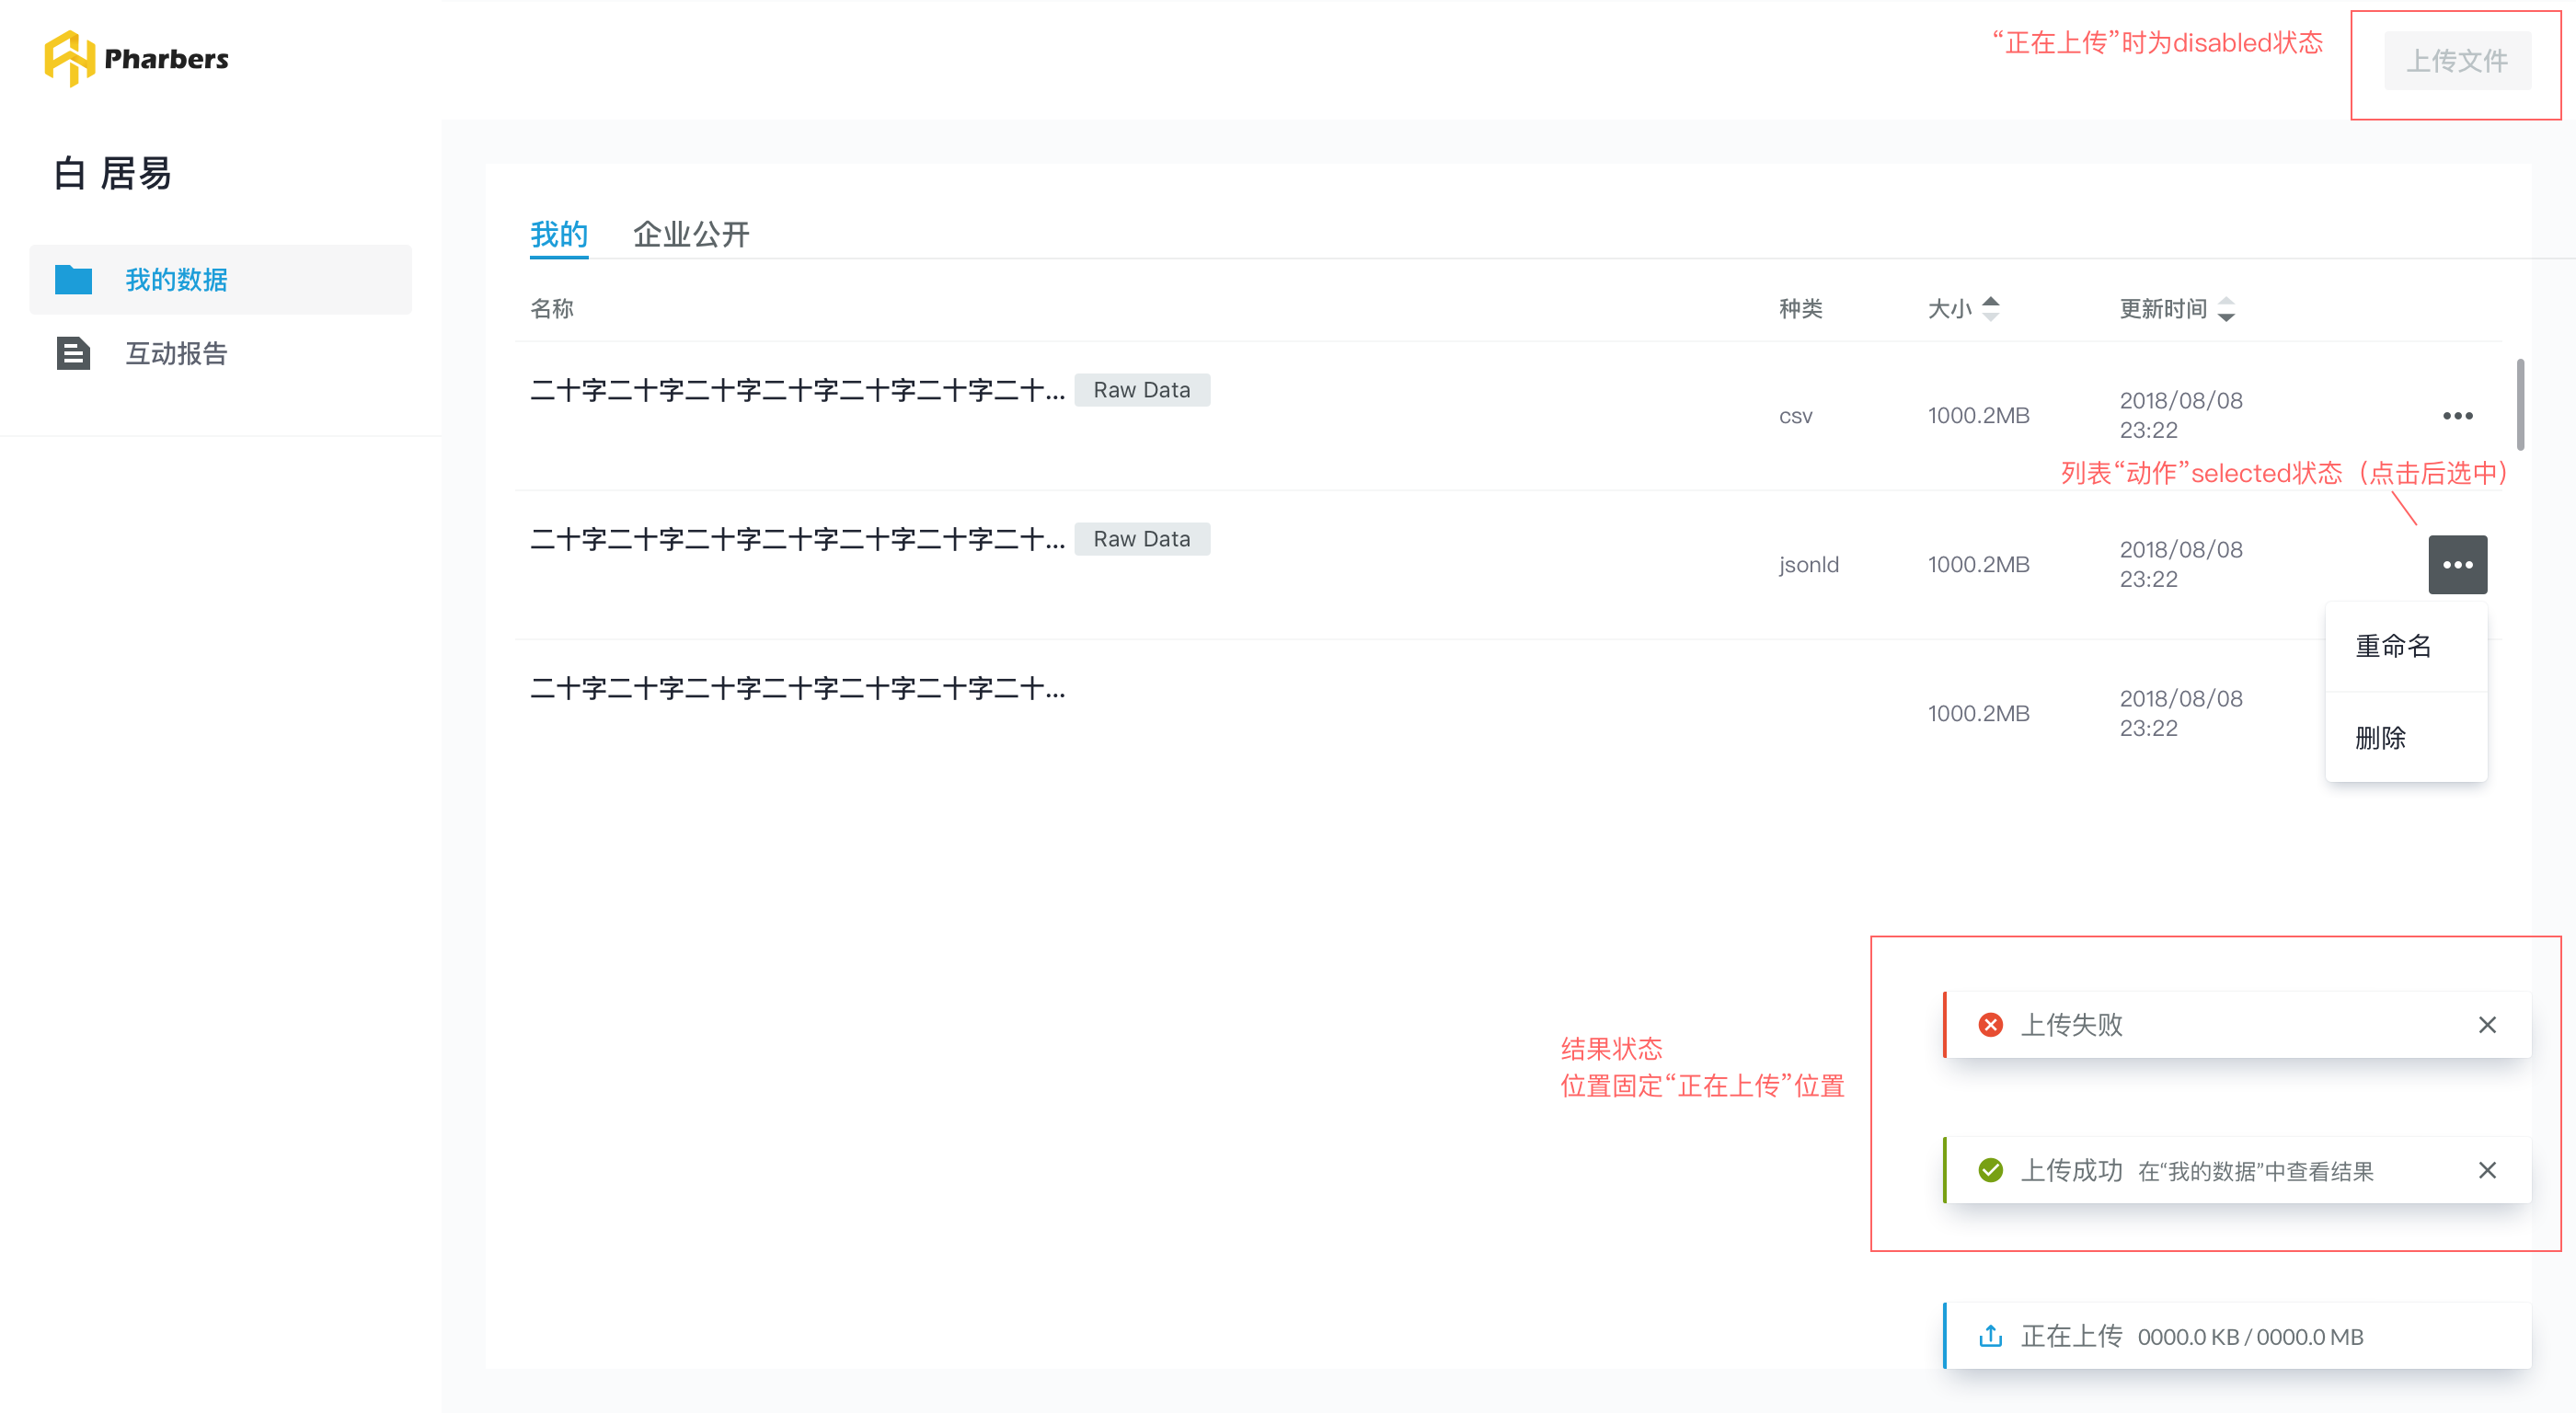 Pharbers
“正在上传”时为disabled状态
上传文件
白 居易
我的数据
互动报告
我的 企业公开
名称 种类 大小 更新时间
二十字二十字二十字二十字二十字二十字二十... Raw Data csv 1000.2MB 2018/08/08
23:22
列表“动作”selected状态（点击后选中）
二十字二十字二十字二十字二十字二十字二十... Raw Data jsonld 1000.2MB 2018/08/08
23:22
重命名
删除
二十字二十字二十字二十字二十字二十字二十... 1000.2MB 2018/08/08
23:22
结果状态
位置固定“正在上传”位置
上传失败
上传成功 在“我的数据”中查看结果
正在上传 0000.0 KB / 0000.0 MB